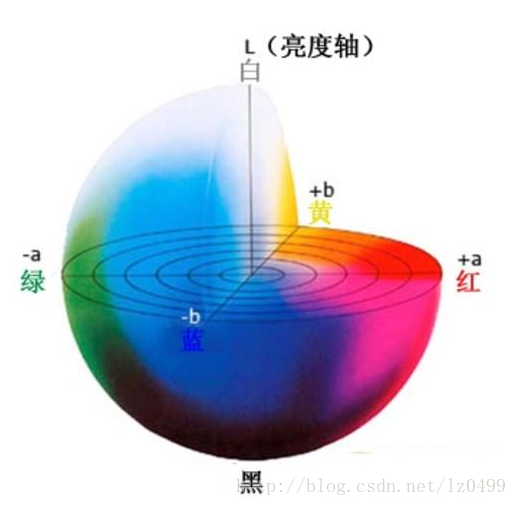 L（亮度轴）
白
+b
黄
-a
绿
+a
红
-b
蓝
黑
http://blog.csdn.net/lz0499